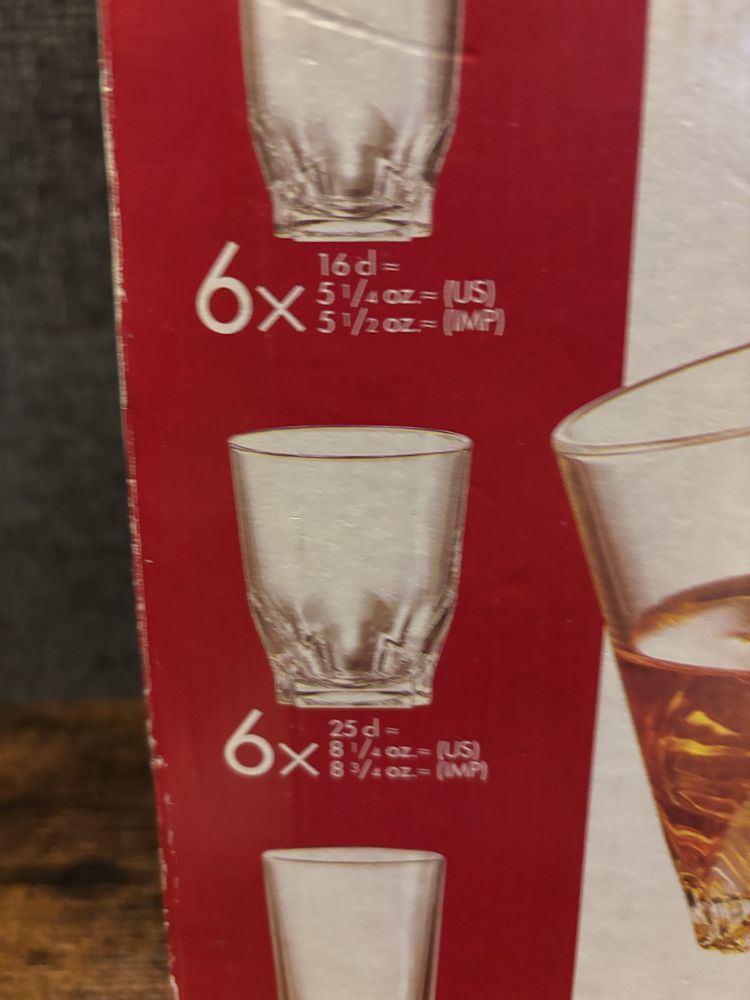 6x
16 cl =
5 1/4 oz.= (US)
5 1/2 oz.= (IMP)
6x
25 cl =
8 1/4 oz.= (US)
8 3/4 oz.= (IMP)